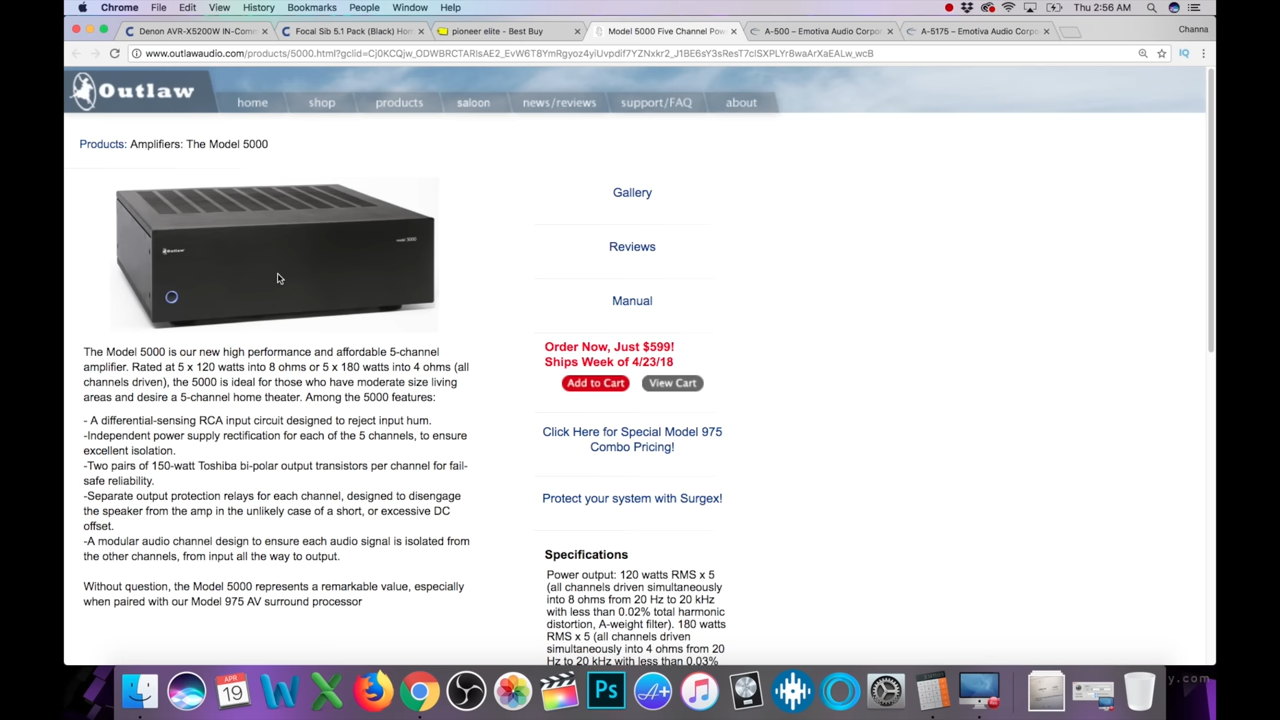 Chrome File Edit View History Bookmarks People Window Help Thu 2:56 AM
Denon AVR-X5200W IN-Comm Focal Sib 5.1 Pack (Black) Hom pioneer elite - Best Buy Model 5000 Five Channel Pow A-500 – Emotiva Audio Corpor A-5175 – Emotiva Audio Corpo Channa
www.outlawaudio.com/products/5000.html?gclid=Cj0KCQjw_ODWBRCTARIsAE2_EvW6T8YmRgyoz4yiUvpdif7YZNxkr2_J1BE6sY3sResT7clSXPLYr8waArXaEALw_wcB
Outlaw
home shop products saloon news/reviews support/FAQ about
Products: Amplifiers: The Model 5000
Outlaw
model 5000
The Model 5000 is our new high performance and affordable 5-channel
amplifier. Rated at 5 x 120 watts into 8 ohms or 5 x 180 watts into 4 ohms (all
channels driven), the 5000 is ideal for those who have moderate size living
areas and desire a 5-channel home theater. Among the 5000 features:
- A differential-sensing RCA input circuit designed to reject input hum.
-Independent power supply rectification for each of the 5 channels, to ensure
excellent isolation.
-Two pairs of 150-watt Toshiba bi-polar output transistors per channel for fail-
safe reliability.
-Separate output protection relays for each channel, designed to disengage
the speaker from the amp in the unlikely case of a short, or excessive DC
offset.
-A modular audio channel design to ensure each audio signal is isolated from
the other channels, from input all the way to output.
Without question, the Model 5000 represents a remarkable value, especially
when paired with our Model 975 AV surround processor
Gallery
Reviews
Manual
Order Now, Just $599!
Ships Week of 4/23/18
Add to Cart View Cart
Click Here for Special Model 975
Combo Pricing!
Protect your system with Surgex!
Specifications
Power output: 120 watts RMS x 5
(all channels driven simultaneously
into 8 ohms from 20 Hz to 20 kHz
with less than 0.02% total harmonic
distortion, A-weight filter). 180 watts
RMS x 5 (all channels driven
simultaneously into 4 ohms from 20
Hz to 20 kHz with less than 0.03%
APR
19
Ps
y.com